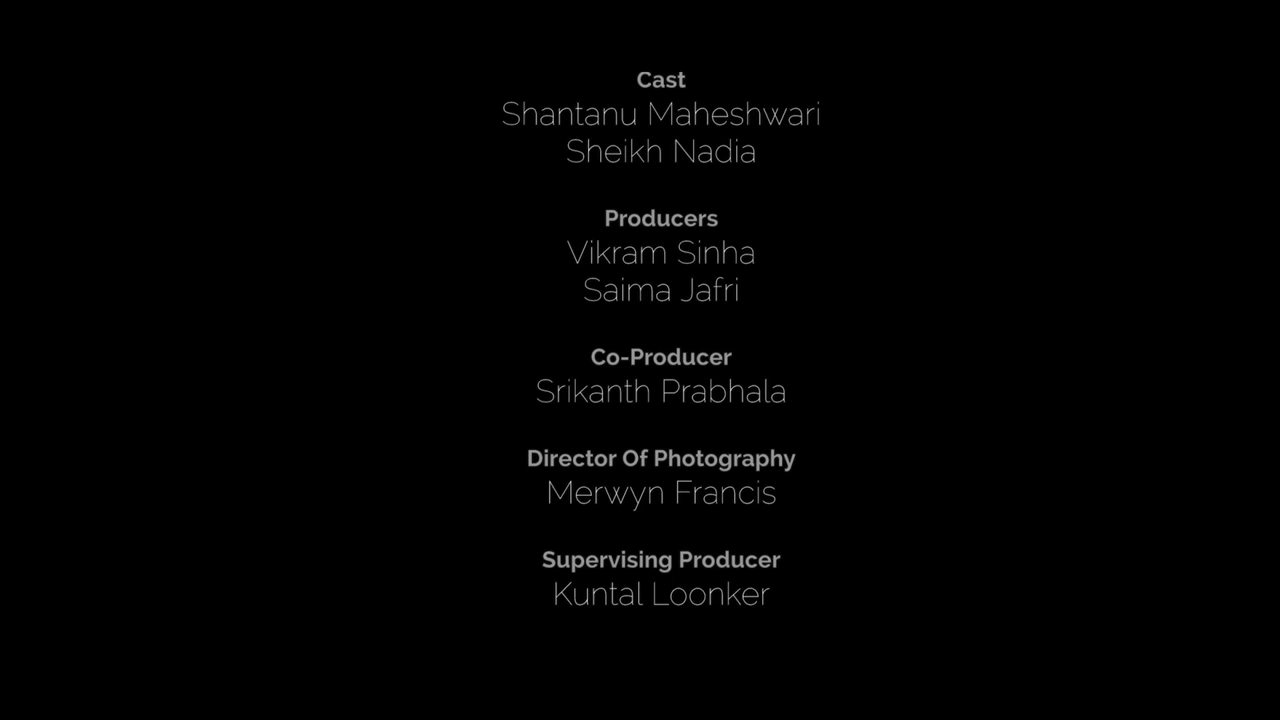 Cast
Shantanu Maheshwari
Sheikh Nadia
Producers
Vikram Sinha
Saima Jafri
Co-Producer
Srikanth Prabhala
Director Of Photography
Merwyn Francis
Supervising Producer
Kuntal Loonker